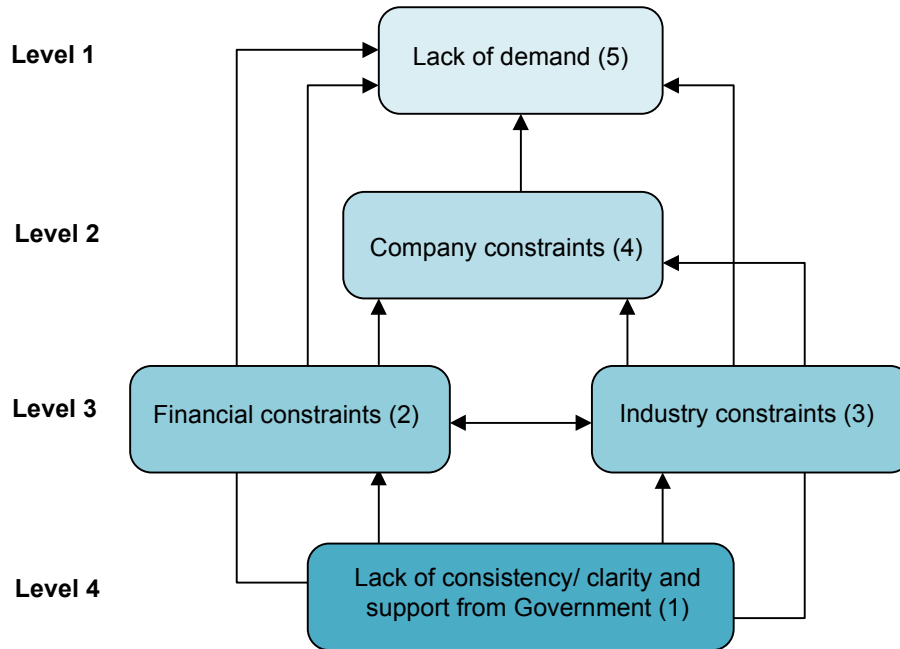 Level 1
Lack of demand (5)
Level 2
Company constraints (4)
Level 3
Financial constraints (2)
Industry constraints (3)
Level 4
Lack of consistency/ clarity and
support from Government (1)